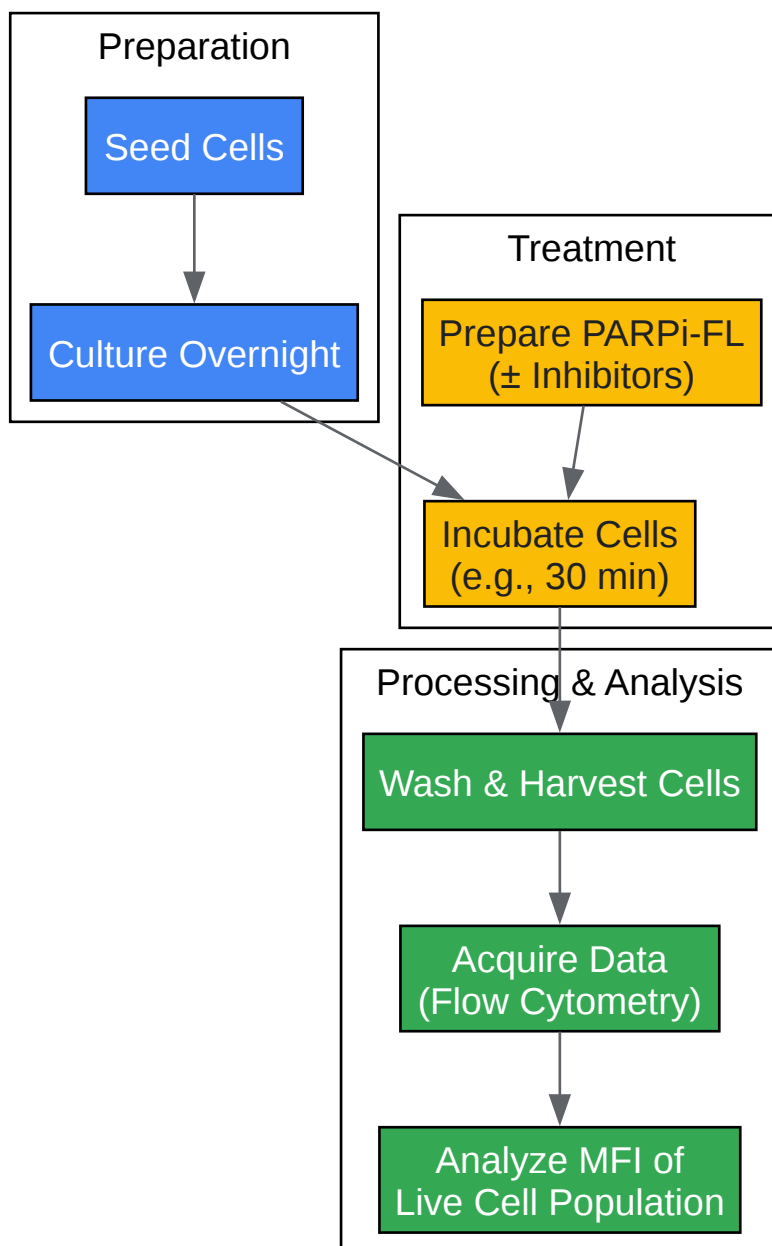 Preparation
Seed Cells
Culture Overnight
Treatment
Prepare PARPi-FL
(± Inhibitors)
Incubate Cells
(e.g., 30 min)
Processing & Analysis
Wash & Harvest Cells
Acquire Data
(Flow Cytometry)
Analyze MFI of
Live Cell Population